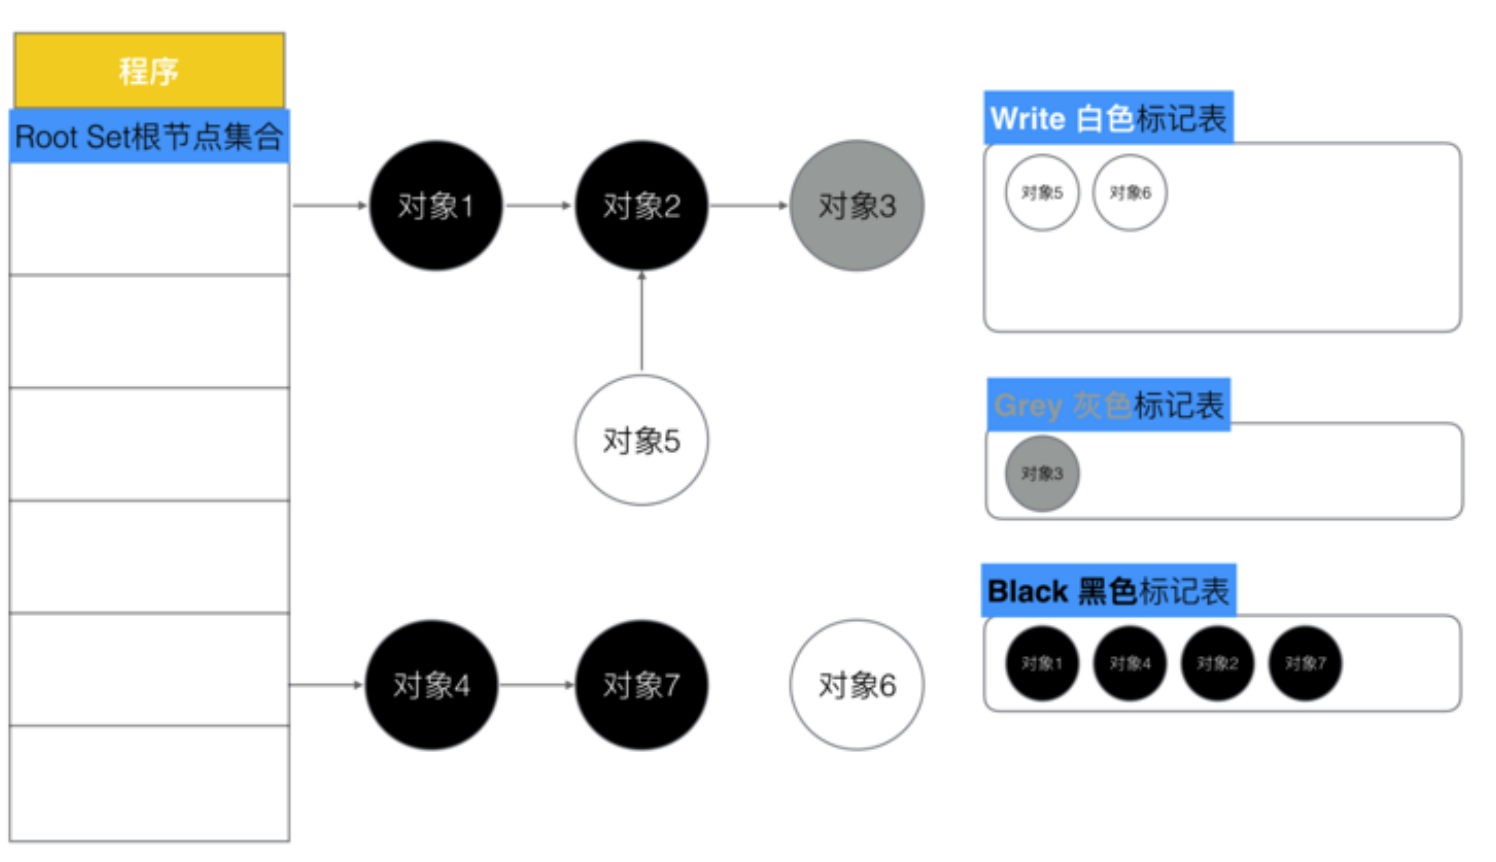 程序
Root Set根节点集合
对象1
对象2
对象3
对象5
对象4
对象7
对象6
Write 白色标记表
对象5
对象6
Grey 灰色标记表
对象3
Black 黑色标记表
对象1
对象4
对象2
对象7